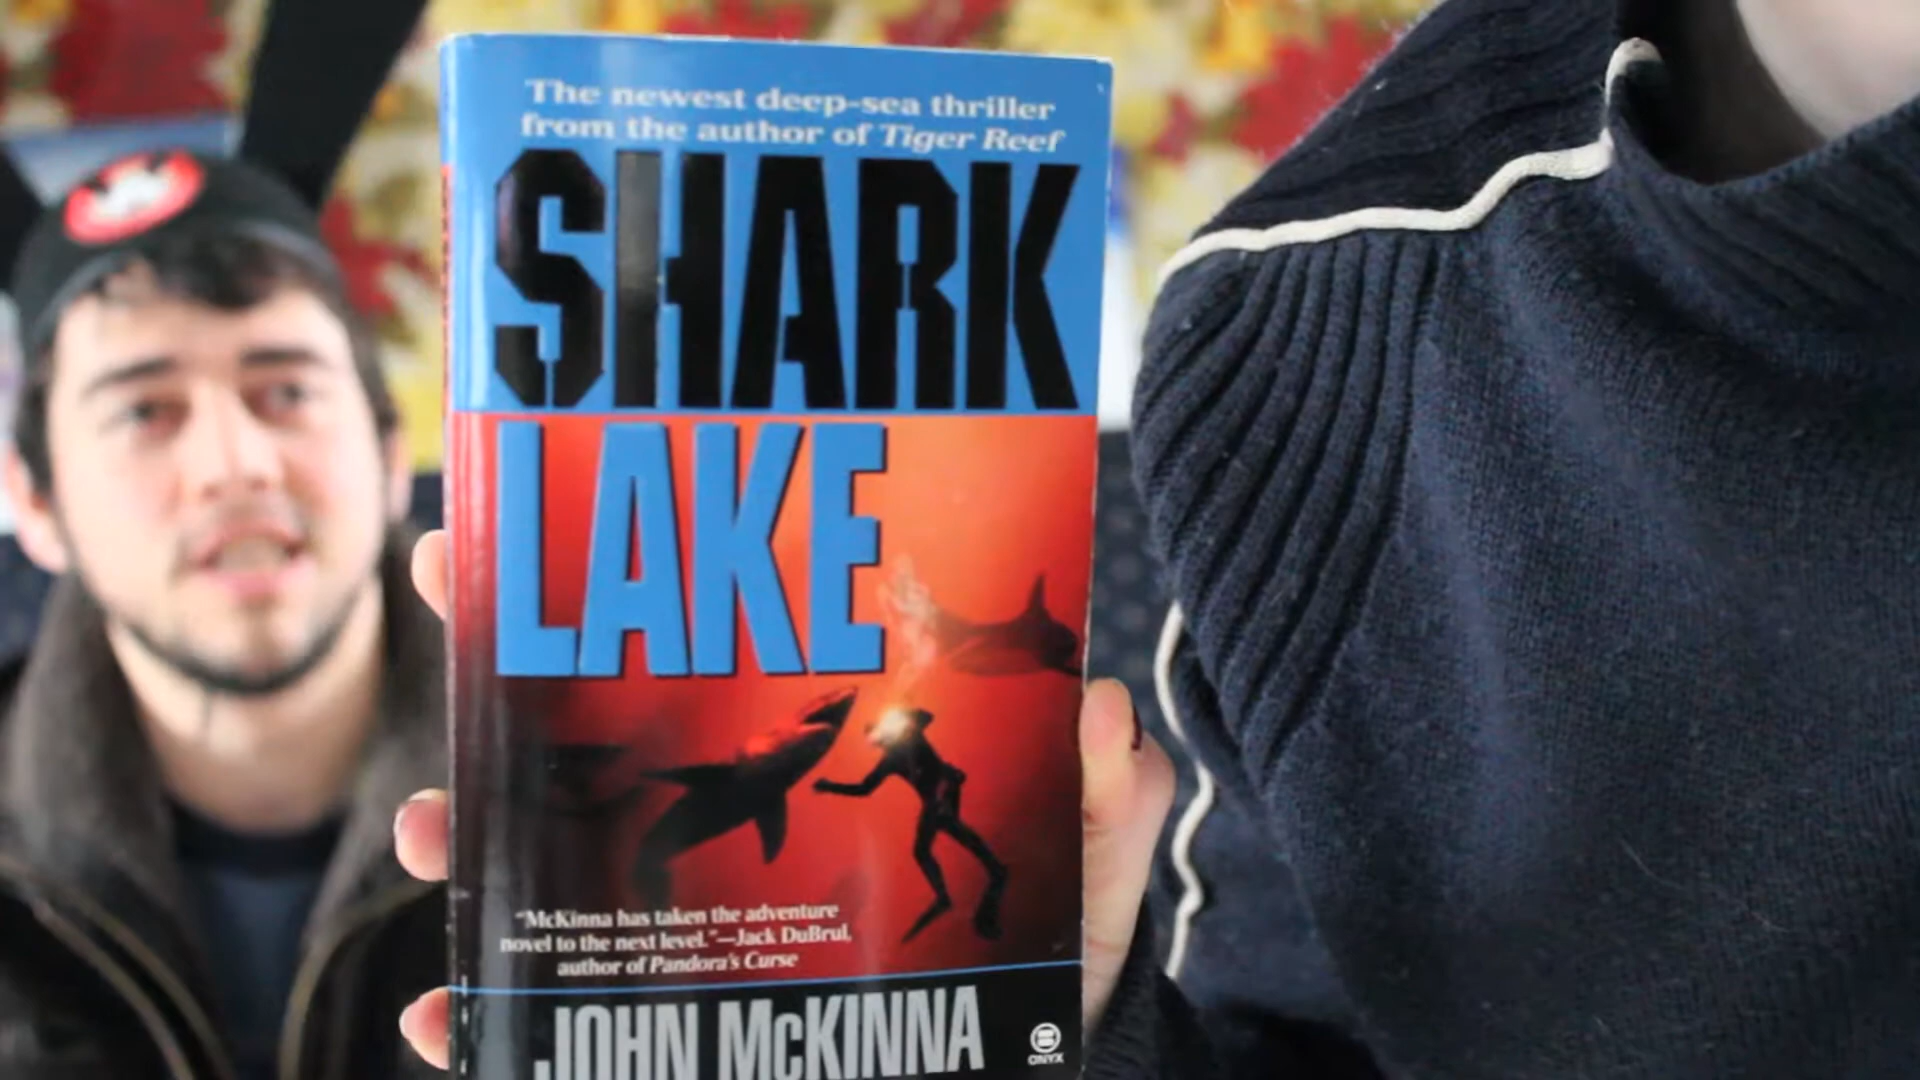 The newest deep-sea thriller
from the author of Tiger Reef
SHARK
LAKE
"McKinna has taken the adventure
novel to the next level."—Jack DuBrul,
author of Pandora's Curse
JOHN McKINNA
ONYX